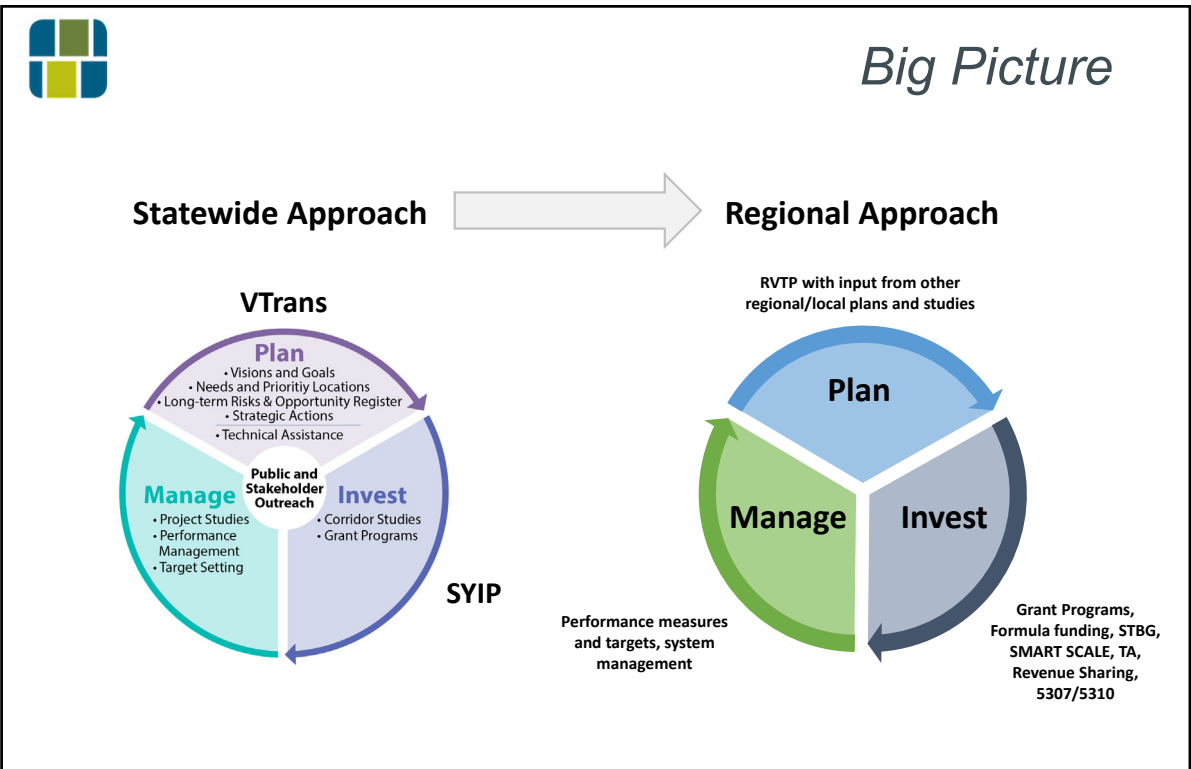 Big Picture
Statewide Approach
Regional Approach
VTrans
Plan
• Visions and Goals
• Needs and Prioritiy Locations
• Long-term Risks & Opportunity Register
• Strategic Actions
• Technical Assistance
Public and
Stakeholder
Outreach
Manage
• Project Studies
• Performance
Management
• Target Setting
Invest
• Corridor Studies
• Grant Programs
SYIP
RVTP with input from other
regional/local plans and studies
Plan
Manage
Invest
Performance measures
and targets, system
management
Grant Programs,
Formula funding, STBG,
SMART SCALE, TA,
Revenue Sharing,
5307/5310